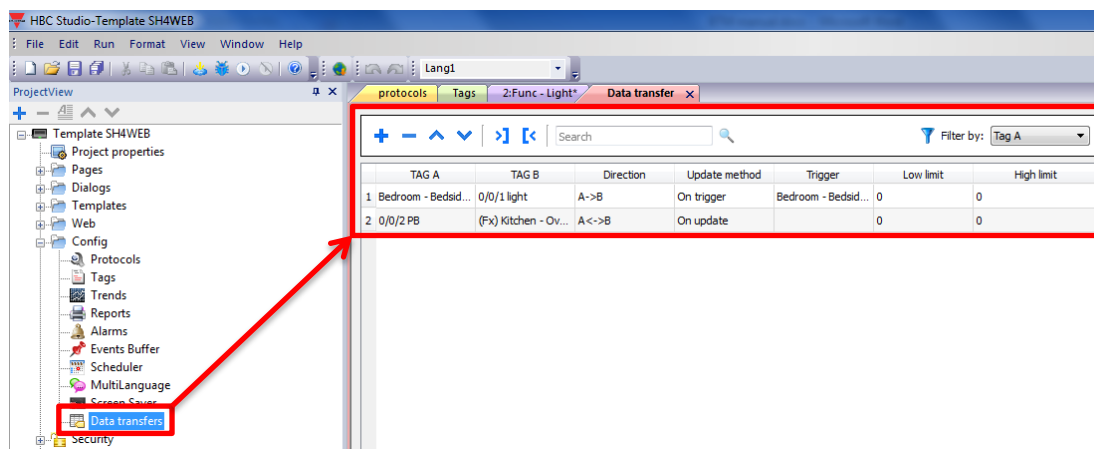 HBC Studio-Template SH4WEB
File Edit Run Format View Window Help
Lang1
ProjectView
protocols Tags 2:Func - Light* Data transfer x
Template SH4WEB
Project properties
Pages
Dialogs
Templates
Web
Config
Protocols
Tags
Trends
Reports
Alarms
Events Buffer
Scheduler
MultiLanguage
Screen Saver
Data transfers
Security
Search Filter by: Tag A
TAG A TAG B Direction Update method Trigger Low limit High limit
1 Bedroom - Bedsid... 0/0/1 light A->B On trigger Bedroom - Bedsid... 0 0
2 0/0/2 PB (Fx) Kitchen - Ov... A<->B On update 0 0